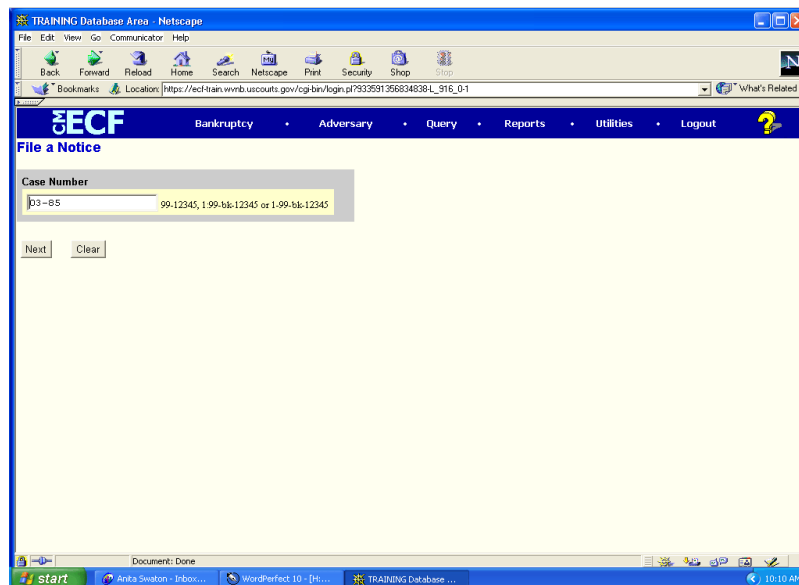 TRAINING Database Area - Netscape
File Edit View Go Communicator Help
Back Forward Reload Home Search Netscape Print Security Shop Stop
Bookmarks Location: https://ecf-train.wvnb.uscourts.gov/cgi-bin/login.pl?933591356834838-L_916_0-1 What's Related
CM ECF Bankruptcy • Adversary • Query • Reports • Utilities • Logout ?
File a Notice
Case Number
03-85 99-12345, 1:99-bk-12345 or 1-99-bk-12345
Next Clear
Document: Done
start Anita Swaton - Inbox... WordPerfect 10 - [H:... TRAINING Database ... 10:10 AM